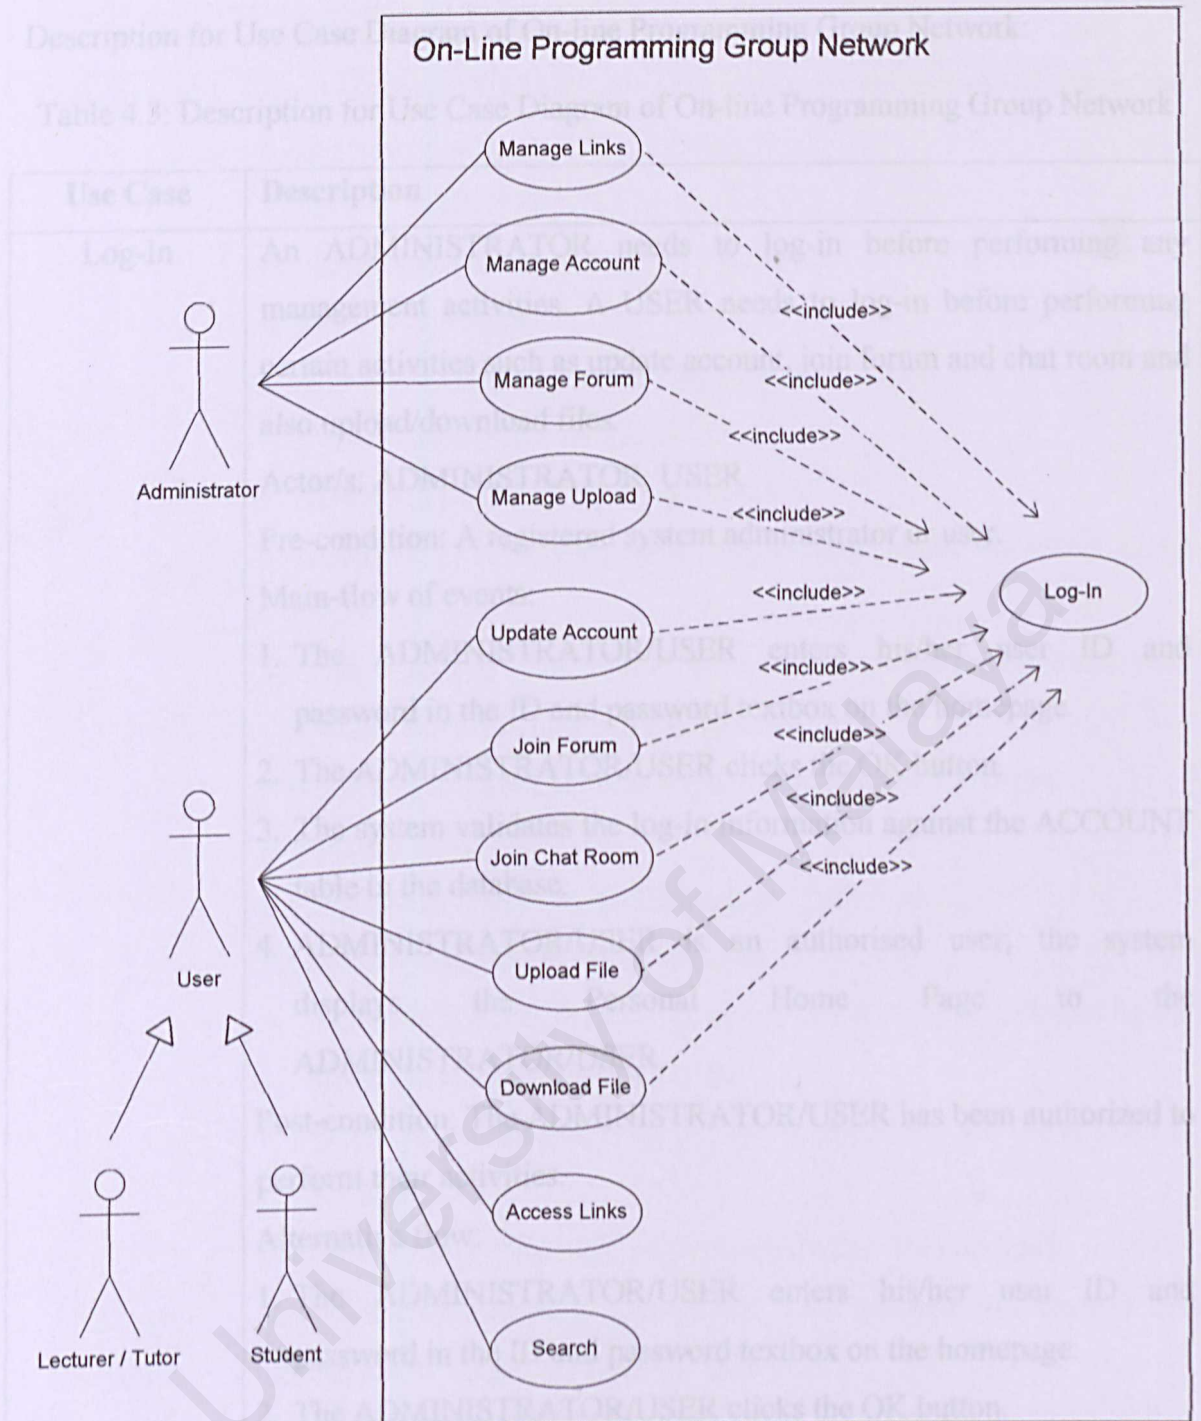 Description for Use Case Diagram of On-line Programming Group Network:
On-Line Programming Group Network
Table 4.3: Description for Use Case Diagram of On-line Programming Group Network
Manage Links
Use Case Description
Log-In
An ADMINISTRATOR needs to log-in before performing any
Manage Account
management activities. A USER needs to log-in before performing
<<include>>
certain activities such as update account, join forum and chat room and
Manage Forum
<<include>>
also upload/download files.
<<include>>
Administrator
Actor/s: ADMINISTRATOR, USER
Manage Upload
<<include>>
Pre-condition: A registered system administrator or user.
Main-flow of events:
<<include>>
Log-In
Update Account
1. The ADMINISTRATOR/USER enters his/her user ID and
<<include>>
password in the ID and password textbox on the homepage
<<include>>
Join Forum
2. The ADMINISTRATOR/USER clicks the OK button.
<<include>>
3. The system validates the log-in information against the ACCOUNT
Join Chat Room
<<include>>
table in the database.
4. ADMINISTRATOR/USER is an authorised user, the system
User
Upload File
displays the Personal Home Page to the
ADMINISTRATOR/USER.
Download File
Post-condition: The ADMINISTRATOR/USER has been authorized to
perform their activities.
Access Links
Alternate flow:
1. The ADMINISTRATOR/USER enters his/her user ID and
Lecturer / Tutor
Student
Search
password in the ID and password textbox on the homepage.
The ADMINISTRATOR/USER clicks the OK button.
University of Malaya